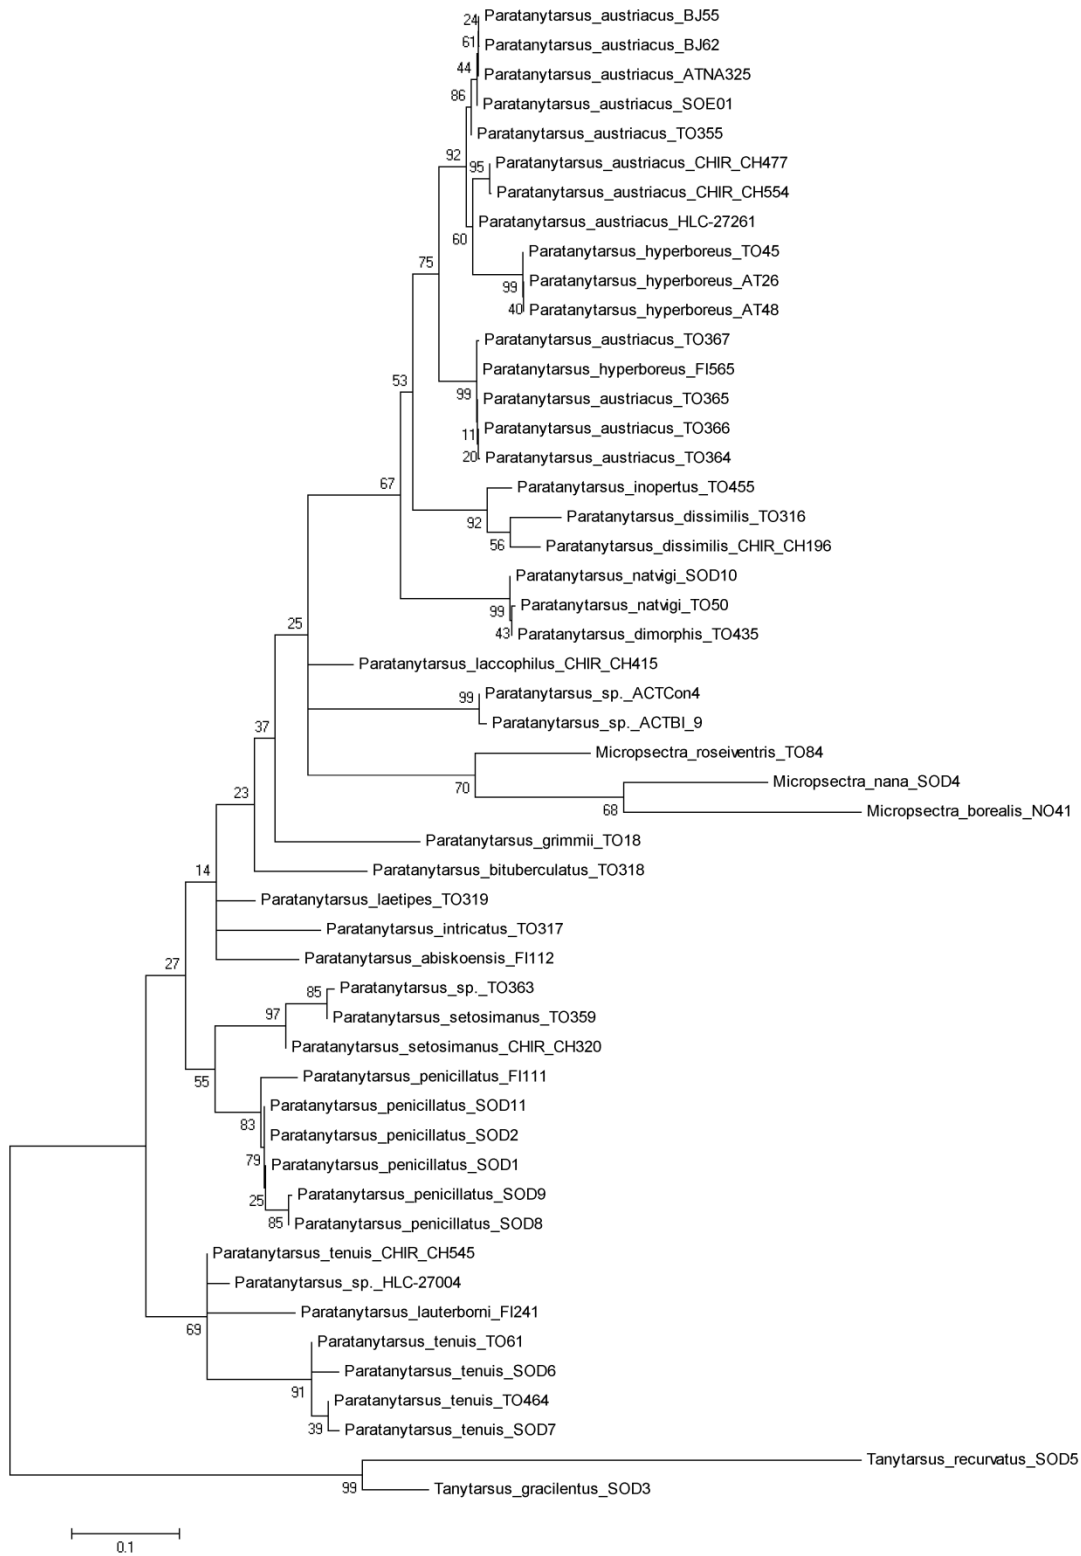 Paratanytarsus_austriacus_BJ55
24
61
Paratanytarsus_austriacus_BJ62
44
Paratanytarsus_austriacus_ATNA325
86
Paratanytarsus_austriacus_SOE01
Paratanytarsus_austriacus_TO355
92
95
Paratanytarsus_austriacus_CHIR_CH477
Paratanytarsus_austriacus_CHIR_CH554
Paratanytarsus_austriacus_HLC-27261
60
Paratanytarsus_hyperboreus_TO45
75
Paratanytarsus_hyperboreus_AT26
99
40
Paratanytarsus_hyperboreus_AT48
Paratanytarsus_austriacus_TO367
Paratanytarsus_hyperboreus_FI565
53
99
Paratanytarsus_austriacus_TO365
Paratanytarsus_austriacus_TO366
11
20
Paratanytarsus_austriacus_TO364
67
Paratanytarsus_inopertus_TO455
Paratanytarsus_dissimilis_TO316
92
56
Paratanytarsus_dissimilis_CHIR_CH196
Paratanytarsus_natvigi_SOD10
Paratanytarsus_natvigi_TO50
99
43
Paratanytarsus_dimorphis_TO435
25
Paratanytarsus_laccophilus_CHIR_CH415
99
Paratanytarsus_sp._ACTCon4
Paratanytarsus_sp._ACTBI_9
37
Micropsectra_roseiventris_TO84
Micropsectra_nana_SOD4
70
23
68
Micropsectra_borealis_NO41
Paratanytarsus_grimmii_TO18
14
Paratanytarsus_bituberculatus_TO318
Paratanytarsus_laetipes_TO319
Paratanytarsus_intricatus_TO317
Paratanytarsus_abiskoensis_FI112
27
85
Paratanytarsus_sp._TO363
97
Paratanytarsus_setosimanus_TO359
Paratanytarsus_setosimanus_CHIR_CH320
55
Paratanytarsus_penicillatus_FI111
Paratanytarsus_penicillatus_SOD11
83
Paratanytarsus_penicillatus_SOD2
79
Paratanytarsus_penicillatus_SOD1
Paratanytarsus_penicillatus_SOD9
25
85
Paratanytarsus_penicillatus_SOD8
Paratanytarsus_tenuis_CHIR_CH545
Paratanytarsus_sp._HLC-27004
Paratanytarsus_lauterborni_FI241
69
Paratanytarsus_tenuis_TO61
Paratanytarsus_tenuis_SOD6
91
Paratanytarsus_tenuis_TO464
39
Paratanytarsus_tenuis_SOD7
Tanytarsus_recurvatus_SOD5
99
Tanytarsus_gracilentus_SOD3
0.1